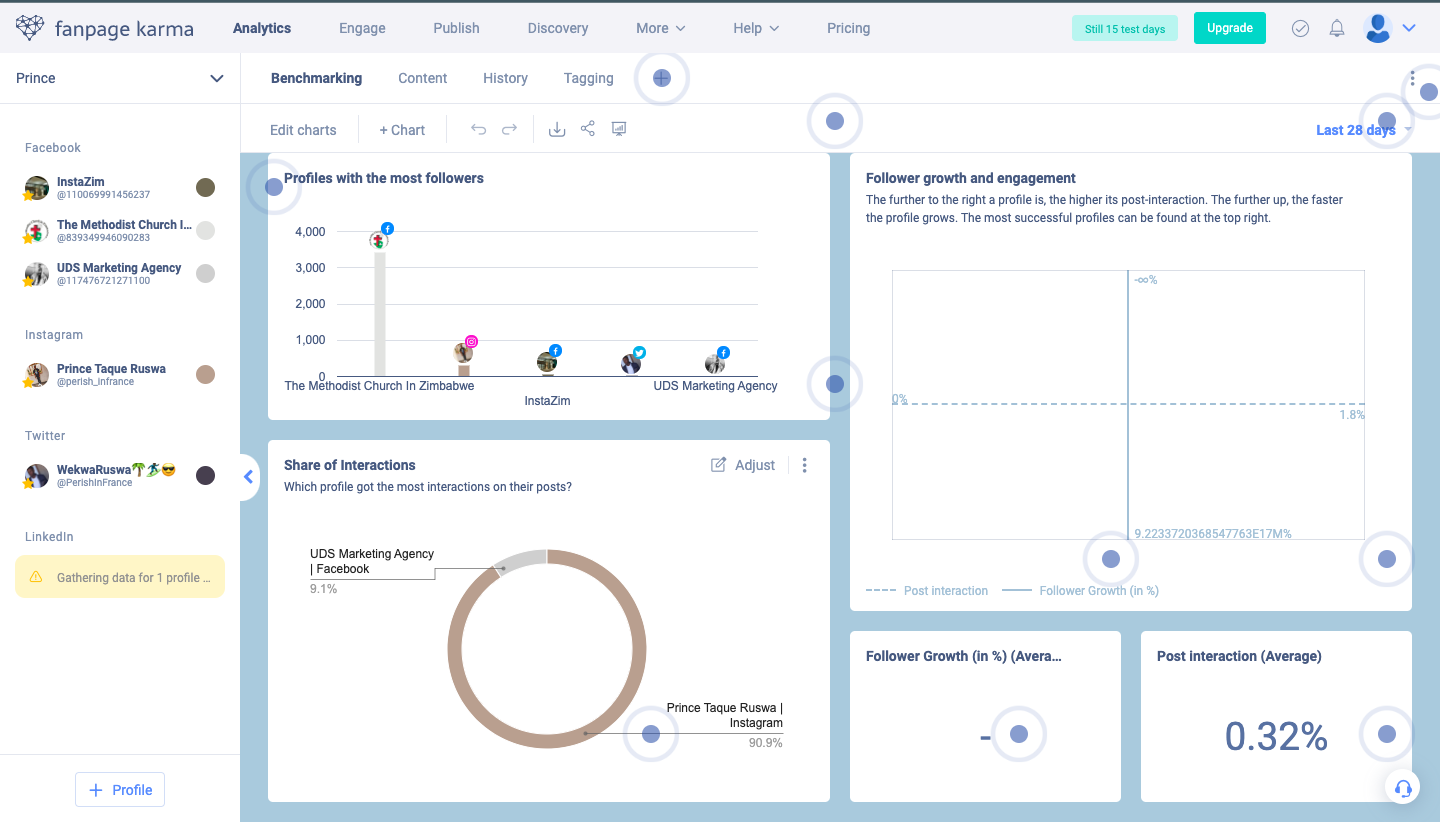 fanpage karma
Analytics
Engage
Publish
Discovery
More
Help
Pricing
Still 15 test days
Upgrade
Prince
Benchmarking
Content
History
Tagging
Edit charts
+ Chart
Last 28 days
Facebook
InstaZim
@110069991456237
The Methodist Church I...
@839349946090283
UDS Marketing Agency
@117476721271100
Instagram
Prince Taque Ruswa
@perish_infrance
Twitter
WekwaRuswa🌴🏄😎
@PerishInFrance
LinkedIn
Gathering data for 1 profile ...
+ Profile
Profiles with the most followers
4,000
3,000
2,000
1,000
0
The Methodist Church In Zimbabwe
InstaZim
UDS Marketing Agency
Share of Interactions
Adjust
Which profile got the most interactions on their posts?
UDS Marketing Agency
| Facebook
9.1%
Prince Taque Ruswa |
Instagram
90.9%
Follower growth and engagement
The further to the right a profile is, the higher its post-interaction. The further up, the faster
the profile grows. The most successful profiles can be found at the top right.
-∞%
0%
1.8%
9.2233720368547763E17M%
Post interaction
Follower Growth (in %)
Follower Growth (in %) (Avera...
-
Post interaction (Average)
0.32%